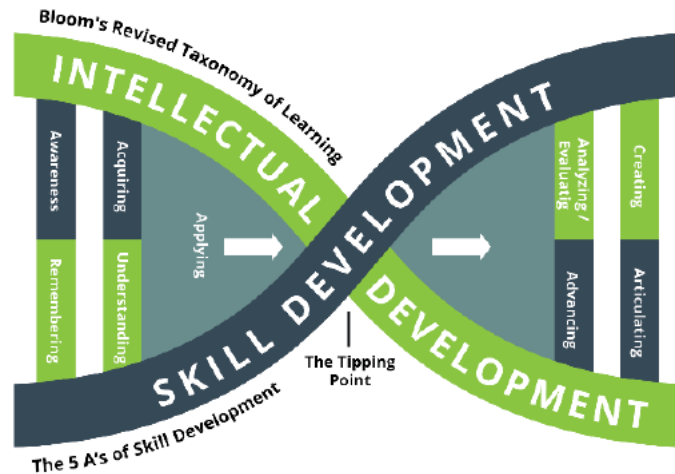 Bloom's Revised Taxonomy of Learning
INTELLECTUAL DEVELOPMENT
SKILL DEVELOPMENT
Awareness
Remembering
Acquiring
Understanding
Applying
Analyzing /
Evaluatig
Advancing
Creating
Articulating
The Tipping
Point
The 5 A's of Skill Development